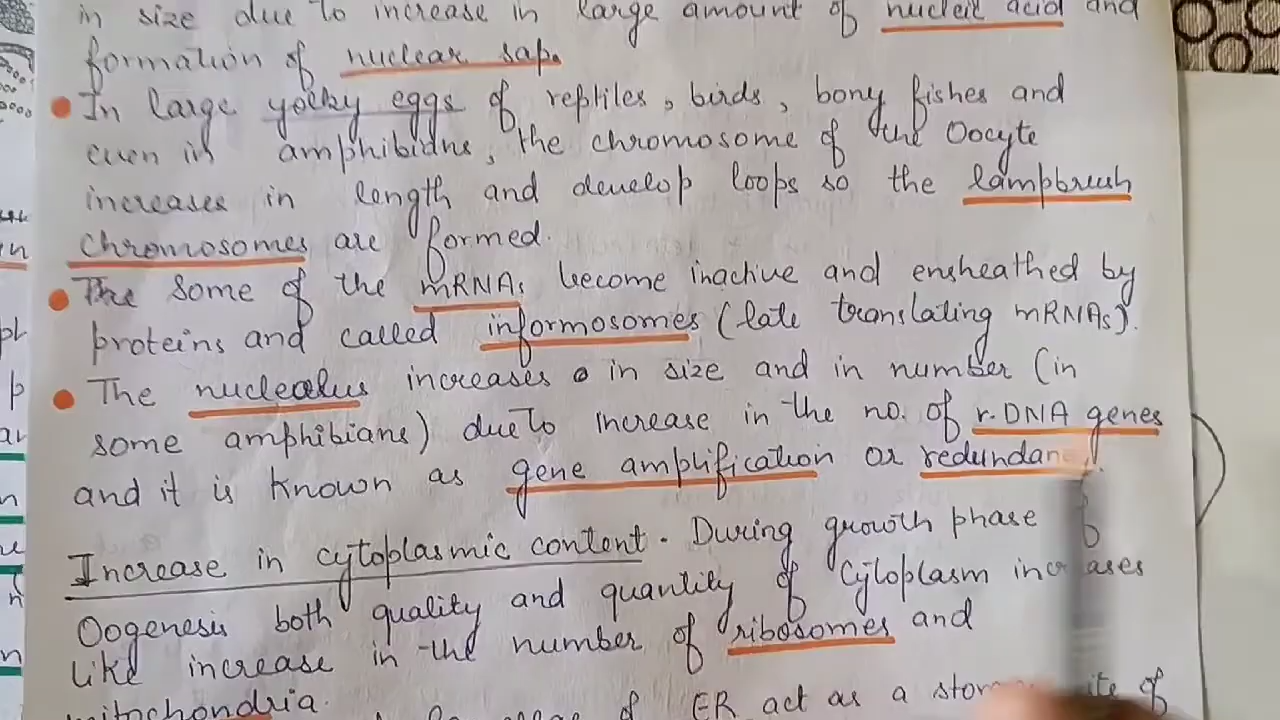 in size due to increase in large amount of nucleic acid and
formation of nuclear sap.
In large yolky eggs of reptiles, birds, bony fishes and
even in amphibians, the chromosome of the Oocyte
increases in length and develop loops so the lampbrush
chromosomes are formed.
The some of the mRNAs become inactive and ensheathed by
proteins and called informosomes (late translating mRNAs).
The nucleolus increases in size and in number (in
some amphibians) due to increase in the no. of r-DNA genes
and it is known as gene amplification or
Increase in cytoplasmic content. During growth phase
Oogenesis both quality and quantity of Cytoplasm increases
like increase in the number of ribosomes and
mitochondria. of ER act as a of